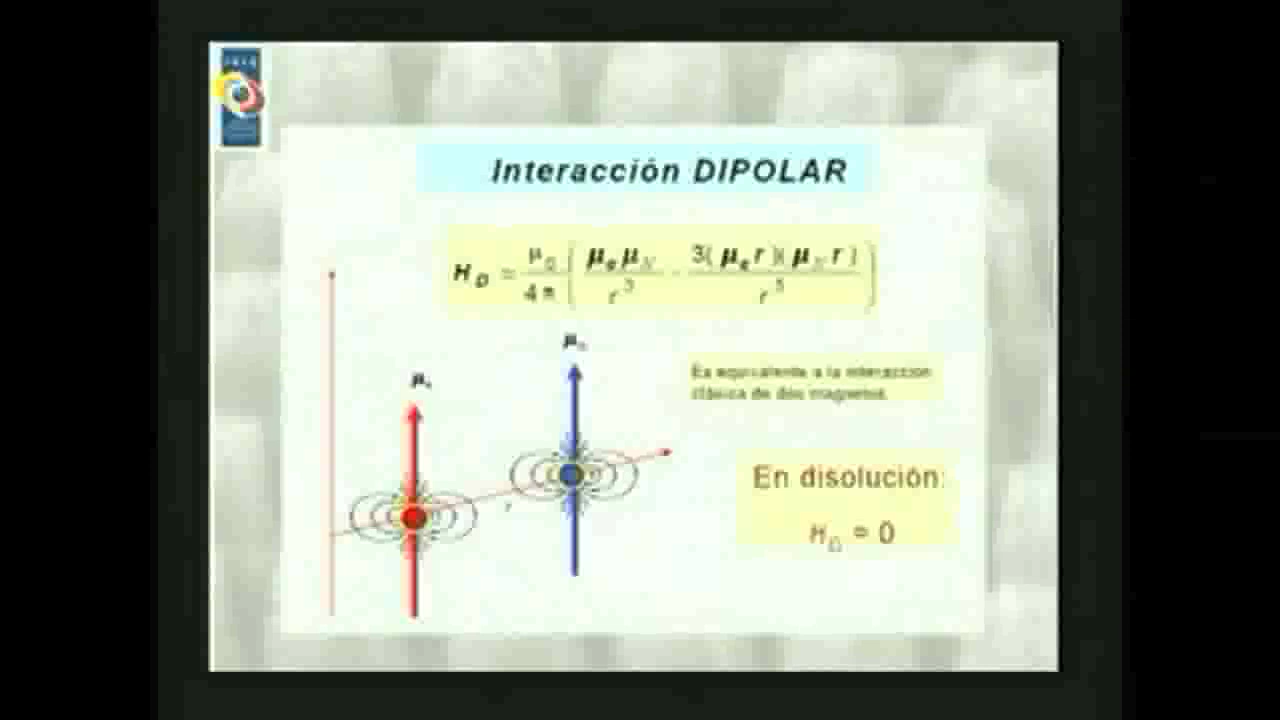 Interacción DIPOLAR
H_D = μ_0 / 4π ( μ_e μ_N / r^3 - 3( μ_e r )( μ_N r ) / r^5 )
μ
μ
Es equivalente a la interacción
clásica de dos magnetos
r
En disolución:
H_D = 0